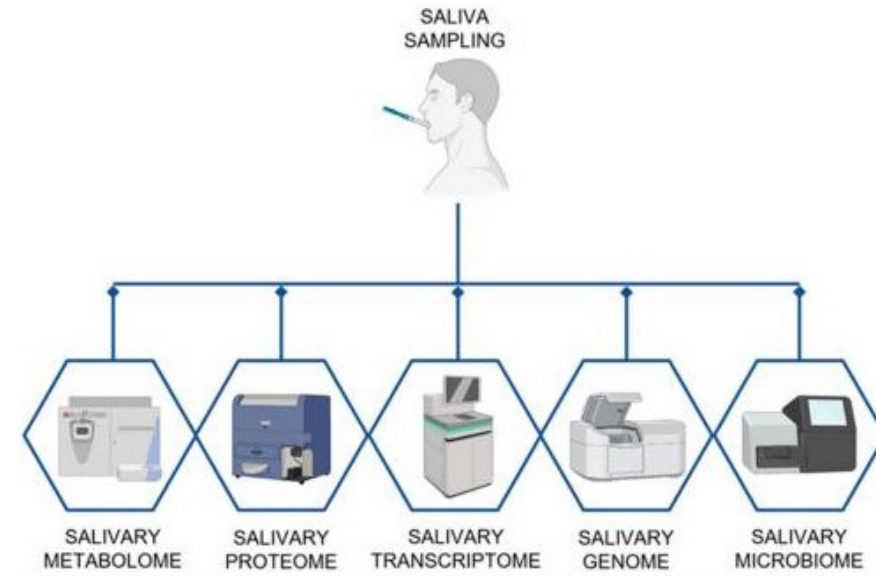 SALIVA
SAMPLING
SALIVARY
METABOLOME
SALIVARY
PROTEOME
SALIVARY
TRANSCRIPTOME
SALIVARY
GENOME
SALIVARY
MICROBIOME